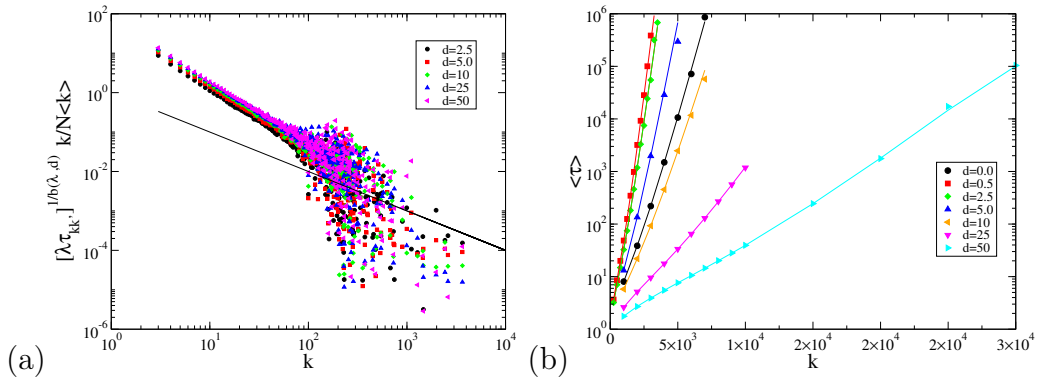 10^2
10^0
10^-2
10^-4
10^-6
[λτ_kk']^1/b(λ,d) k/N<k>
d=2.5
d=5.0
d=10
d=25
d=50
10^0
10^1
10^2
10^3
10^4
k
(a)
10^6
10^5
10^4
10^3
10^2
10^1
10^0
<τ>
d=0.0
d=0.5
d=2.5
d=5.0
d=10
d=25
d=50
0
5×10^3
1×10^4
2×10^4
2×10^4
2×10^4
3×10^4
k
(b)